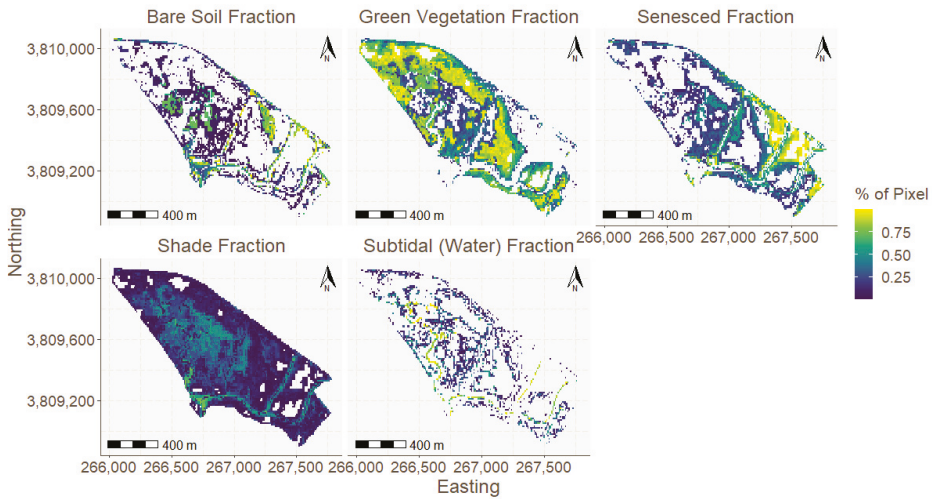 Bare Soil Fraction
Green Vegetation Fraction
Senesced Fraction
3,810,000
3,809,600
3,809,200
N
N
N
400 m
400 m
400 m
266,000 266,500 267,000 267,500
% of Pixel
0.75
0.50
0.25
Northing
Shade Fraction
Subtidal (Water) Fraction
3,810,000
3,809,600
3,809,200
N
N
400 m
400 m
266,000 266,500 267,000 267,500
266,000 266,500 267,000 267,500
Easting